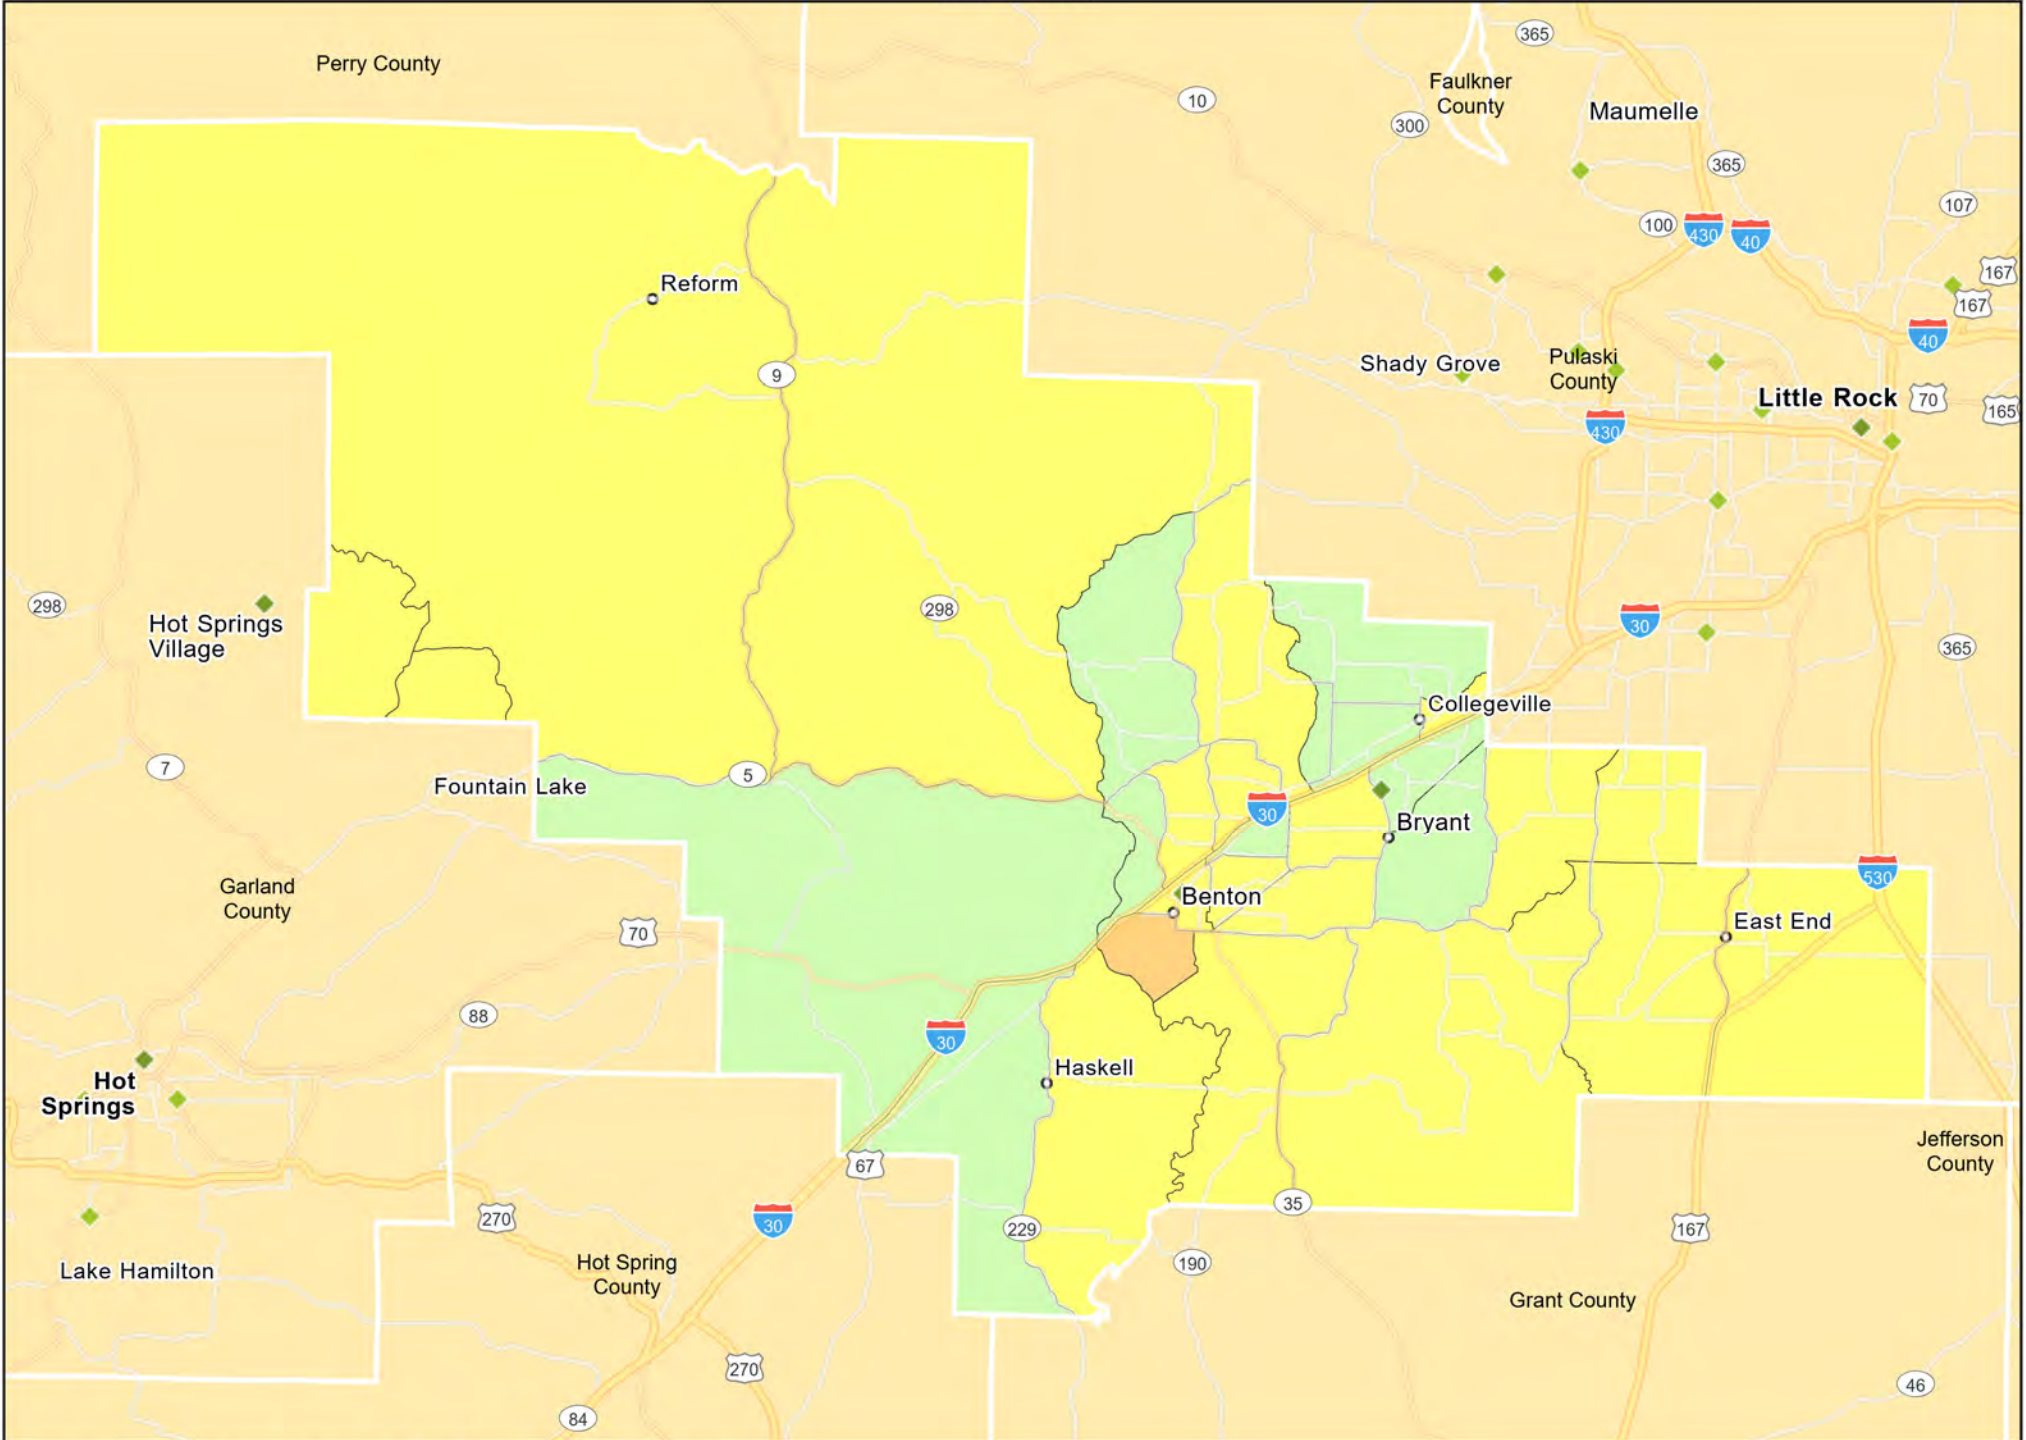 365
Perry County
Faulkner
County
10
Maumelle
300
365
107
100
430
40
167
Reform
167
40
Shady Grove
Pulaski
County
9
Little Rock
70
165
430
298
298
Hot Springs
Village
30
365
Collegeville
7
5
Fountain Lake
30
Bryant
530
Garland
County
Benton
East End
70
88
30
Haskell
Hot
Springs
Jefferson
County
67
35
270
30
229
167
190
Lake Hamilton
Hot Spring
County
Grant County
270
46
84